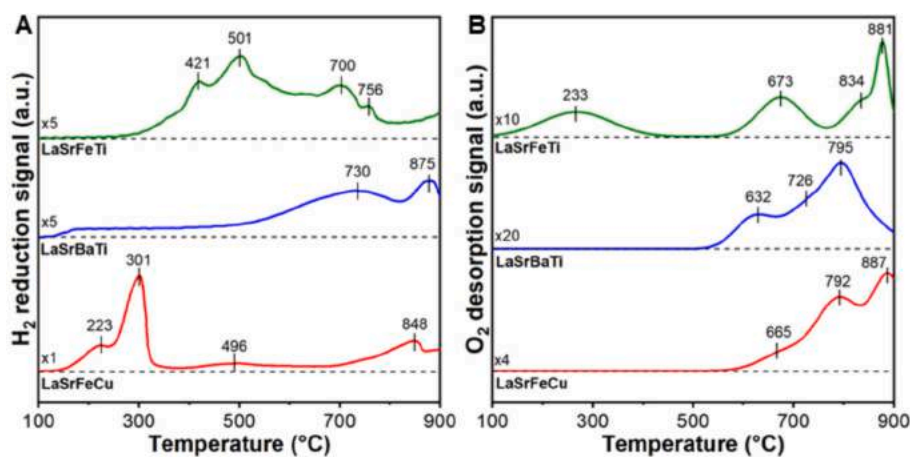 A
H₂ reduction signal (a.u.)
421
501
700
756
x5
LaSrFeTi
730
875
x5
LaSrBaTi
301
223
496
848
x1
LaSrFeCu
100
300
500
700
900
Temperature (°C)
B
O₂ desorption signal (a.u.)
881
233
673
834
x10
LaSrFeTi
795
632
726
x20
LaSrBaTi
887
792
665
x4
LaSrFeCu
100
300
500
700
900
Temperature (°C)